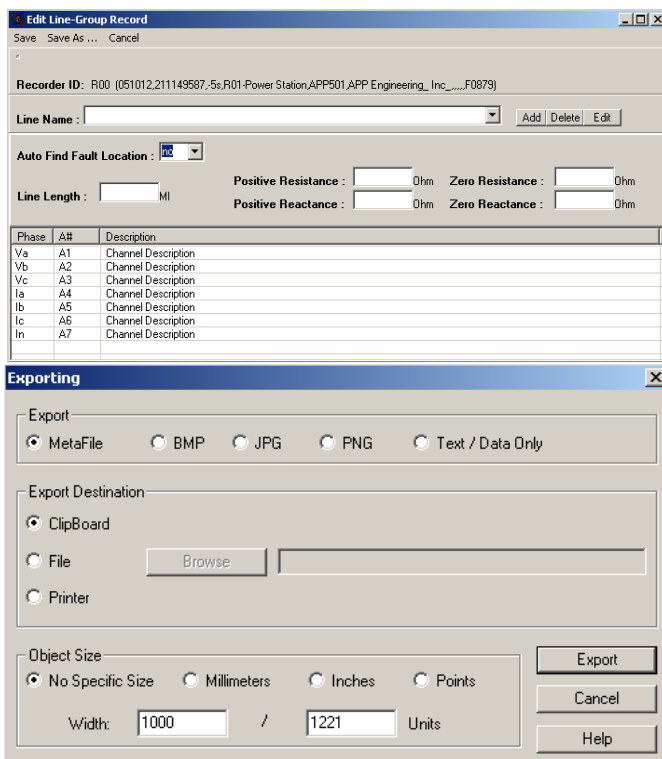 Edit Line-Group Record
Save Save As ... Cancel
Recorder ID: R00 (051012,211149587,-5s,R01-Power Station,APP501,APP Engineering_ Inc_,,,,,F0879)
Line Name : Add Delete Edit
Auto Find Fault Location : no
Line Length : MI
Positive Resistance : Ohm Zero Resistance : Ohm
Positive Reactance : Ohm Zero Reactance : Ohm
Phase A# Description
Va A1 Channel Description
Vb A2 Channel Description
Vc A3 Channel Description
Ia A4 Channel Description
Ib A5 Channel Description
Ic A6 Channel Description
In A7 Channel Description
Exporting
Export
MetaFile BMP JPG PNG Text / Data Only
Export Destination
ClipBoard
File Browse
Printer
Object Size
No Specific Size Millimeters Inches Points
Width: 1000 / 1221 Units
Export
Cancel
Help